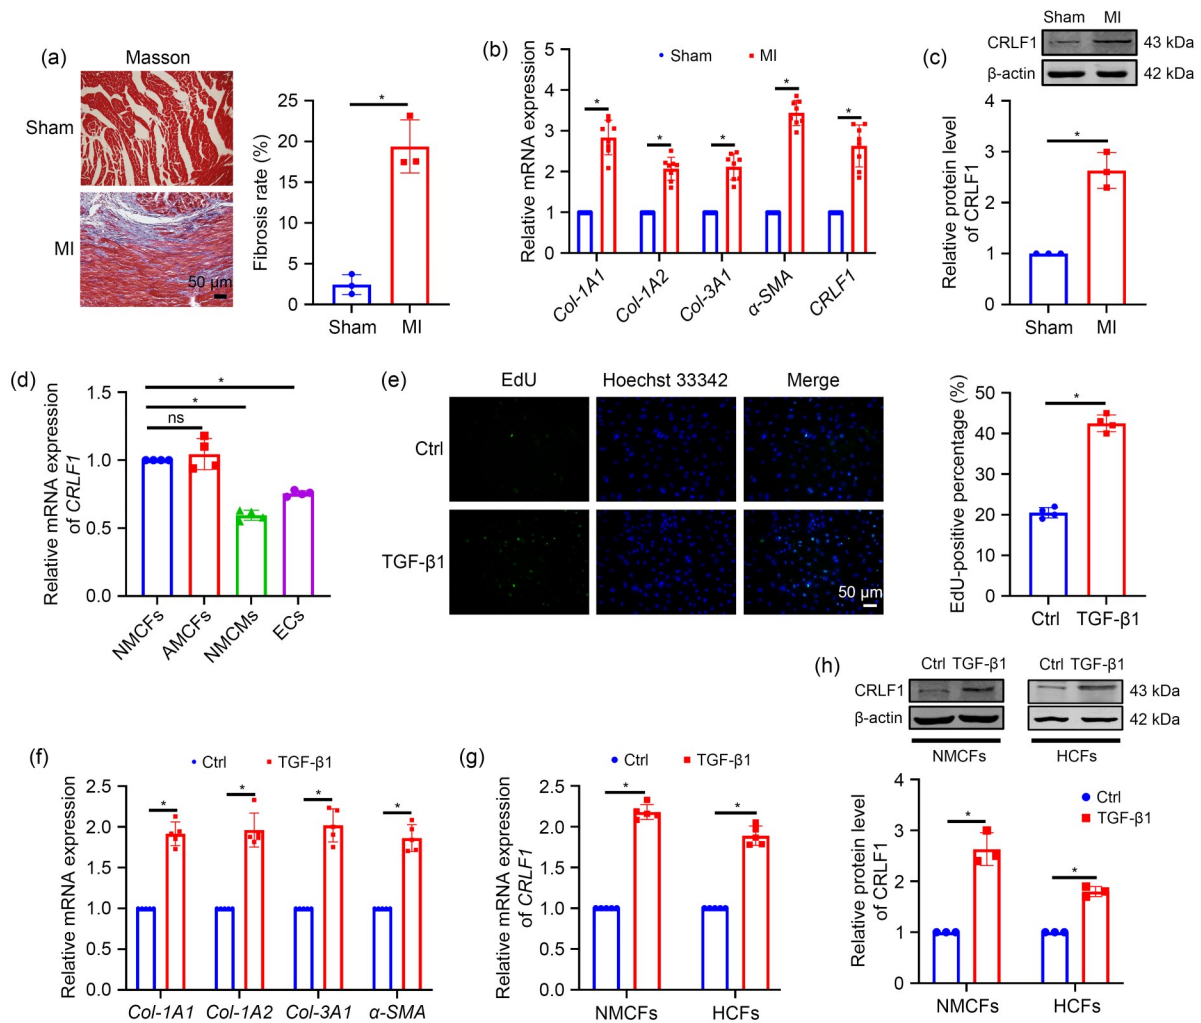 (a)
Masson
Sham
MI
50 μm
Fibrosis rate (%)
25
20
15
10
5
0
*
Sham MI
(b)
Relative mRNA expression
Sham MI
5
4
3
2
1
0
* * * * *
Col-1A1 Col-1A2 Col-3A1 α-SMA CRLF1
(c)
Sham MI
CRLF1 43 kDa
β-actin 42 kDa
Relative protein level
of CRLF1
4
3
2
1
0
*
Sham MI
(d)
Relative mRNA expression
of CRLF1
1.5
1.0
0.5
0.0
*
*
ns
NMCFs AMCFs NMCMs ECs
(e)
EdU Hoechst 33342 Merge
Ctrl
TGF-β1
50 μm
EdU-positive percentage (%)
50
40
30
20
10
0
*
Ctrl TGF-β1
(f)
Ctrl TGF-β1
Relative mRNA expression
2.5
2.0
1.5
1.0
0.5
0.0
* * * *
Col-1A1 Col-1A2 Col-3A1 α-SMA
(g)
Ctrl TGF-β1
Relative mRNA expression
of CRLF1
2.5
2.0
1.5
1.0
0.5
0.0
* *
NMCFs HCFs
(h)
Ctrl TGF-β1 Ctrl TGF-β1
CRLF1 43 kDa
β-actin 42 kDa
NMCFs HCFs
Relative protein level
of CRLF1
4
3
2
1
0
Ctrl
TGF-β1
* *
NMCFs HCFs